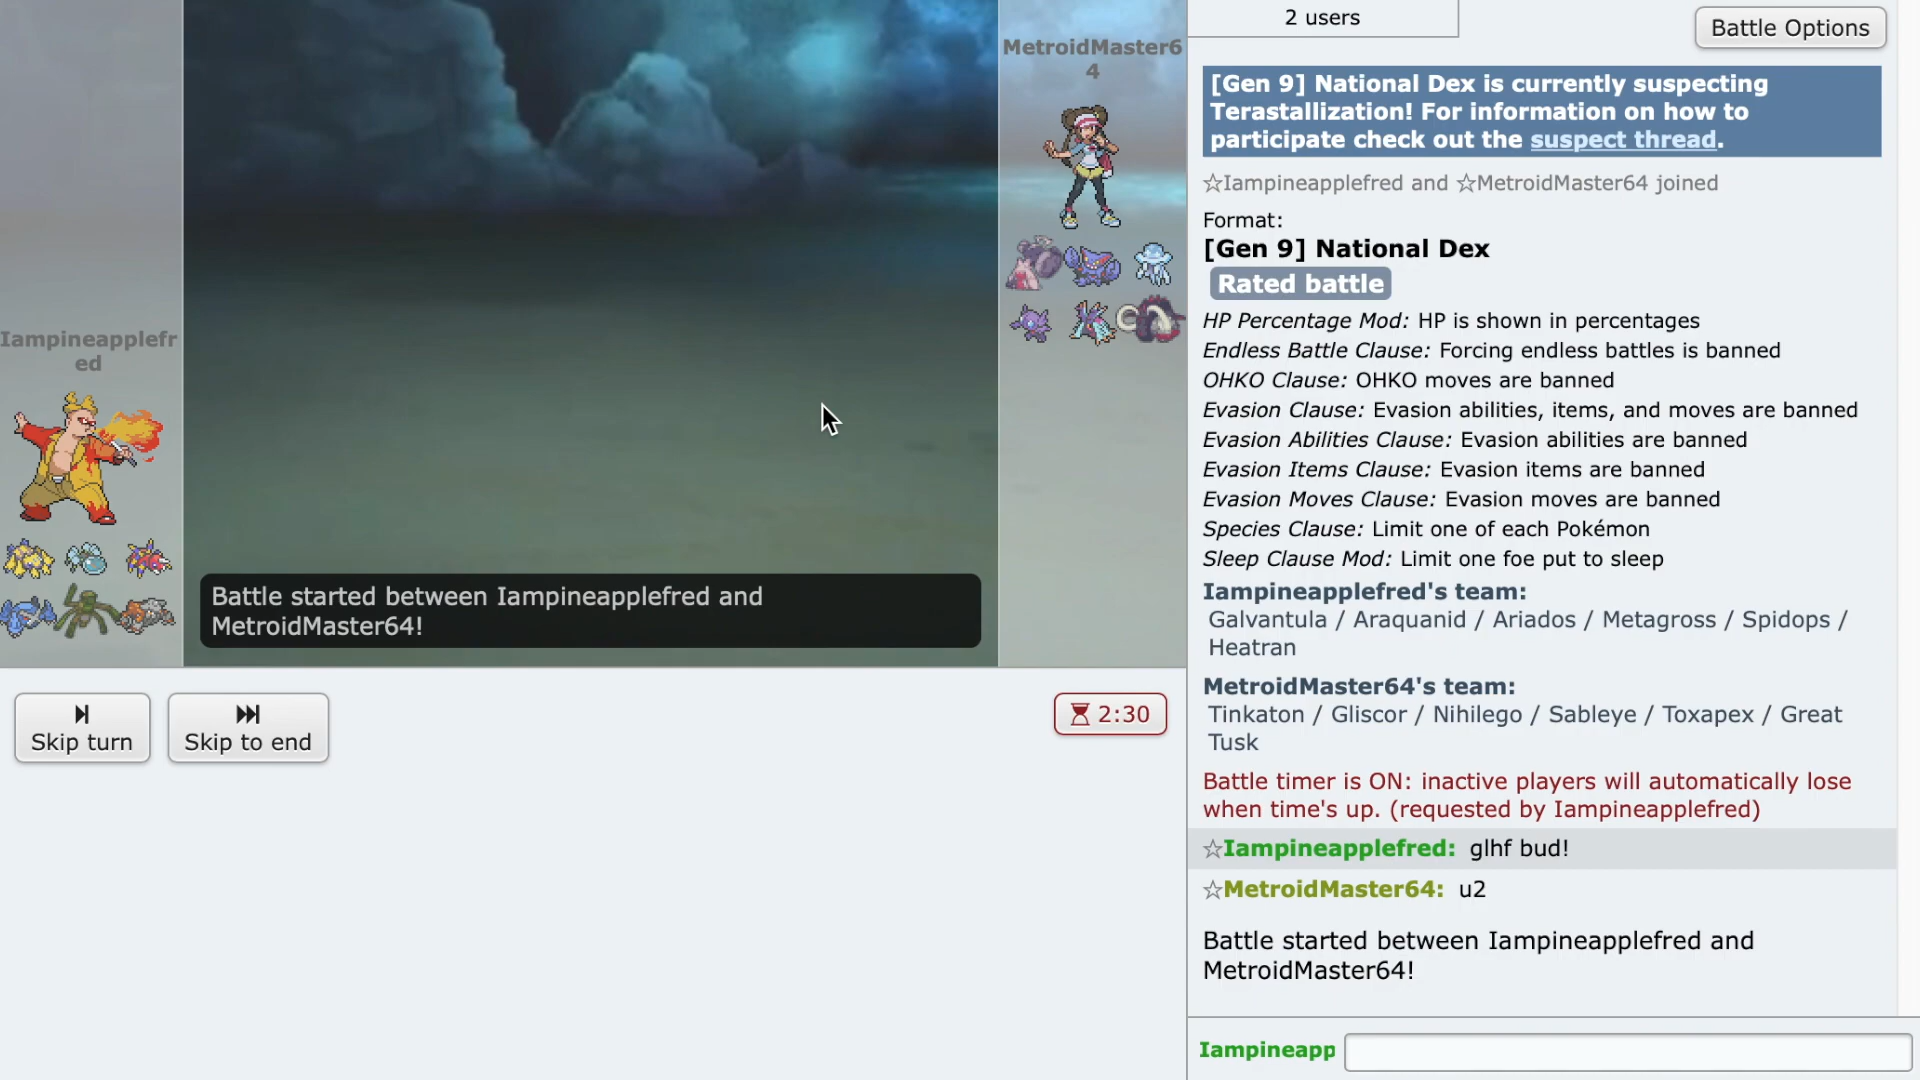 MetroidMaster6
4
Iampineapplefr
ed
Battle started between Iampineapplefred and
MetroidMaster64!
Skip turn
Skip to end
2:30
2 users
Battle Options
[Gen 9] National Dex is currently suspecting
Terastallization! For information on how to
participate check out the suspect thread.
☆Iampineapplefred and ☆MetroidMaster64 joined
Format:
[Gen 9] National Dex
Rated battle
HP Percentage Mod: HP is shown in percentages
Endless Battle Clause: Forcing endless battles is banned
OHKO Clause: OHKO moves are banned
Evasion Clause: Evasion abilities, items, and moves are banned
Evasion Abilities Clause: Evasion abilities are banned
Evasion Items Clause: Evasion items are banned
Evasion Moves Clause: Evasion moves are banned
Species Clause: Limit one of each Pokémon
Sleep Clause Mod: Limit one foe put to sleep
Iampineapplefred's team:
Galvantula / Araquanid / Ariados / Metagross / Spidops /
Heatran
MetroidMaster64's team:
Tinkaton / Gliscor / Nihilego / Sableye / Toxapex / Great
Tusk
Battle timer is ON: inactive players will automatically lose
when time's up. (requested by Iampineapplefred)
☆Iampineapplefred: glhf bud!
☆MetroidMaster64: u2
Battle started between Iampineapplefred and
MetroidMaster64!
Iampineapp